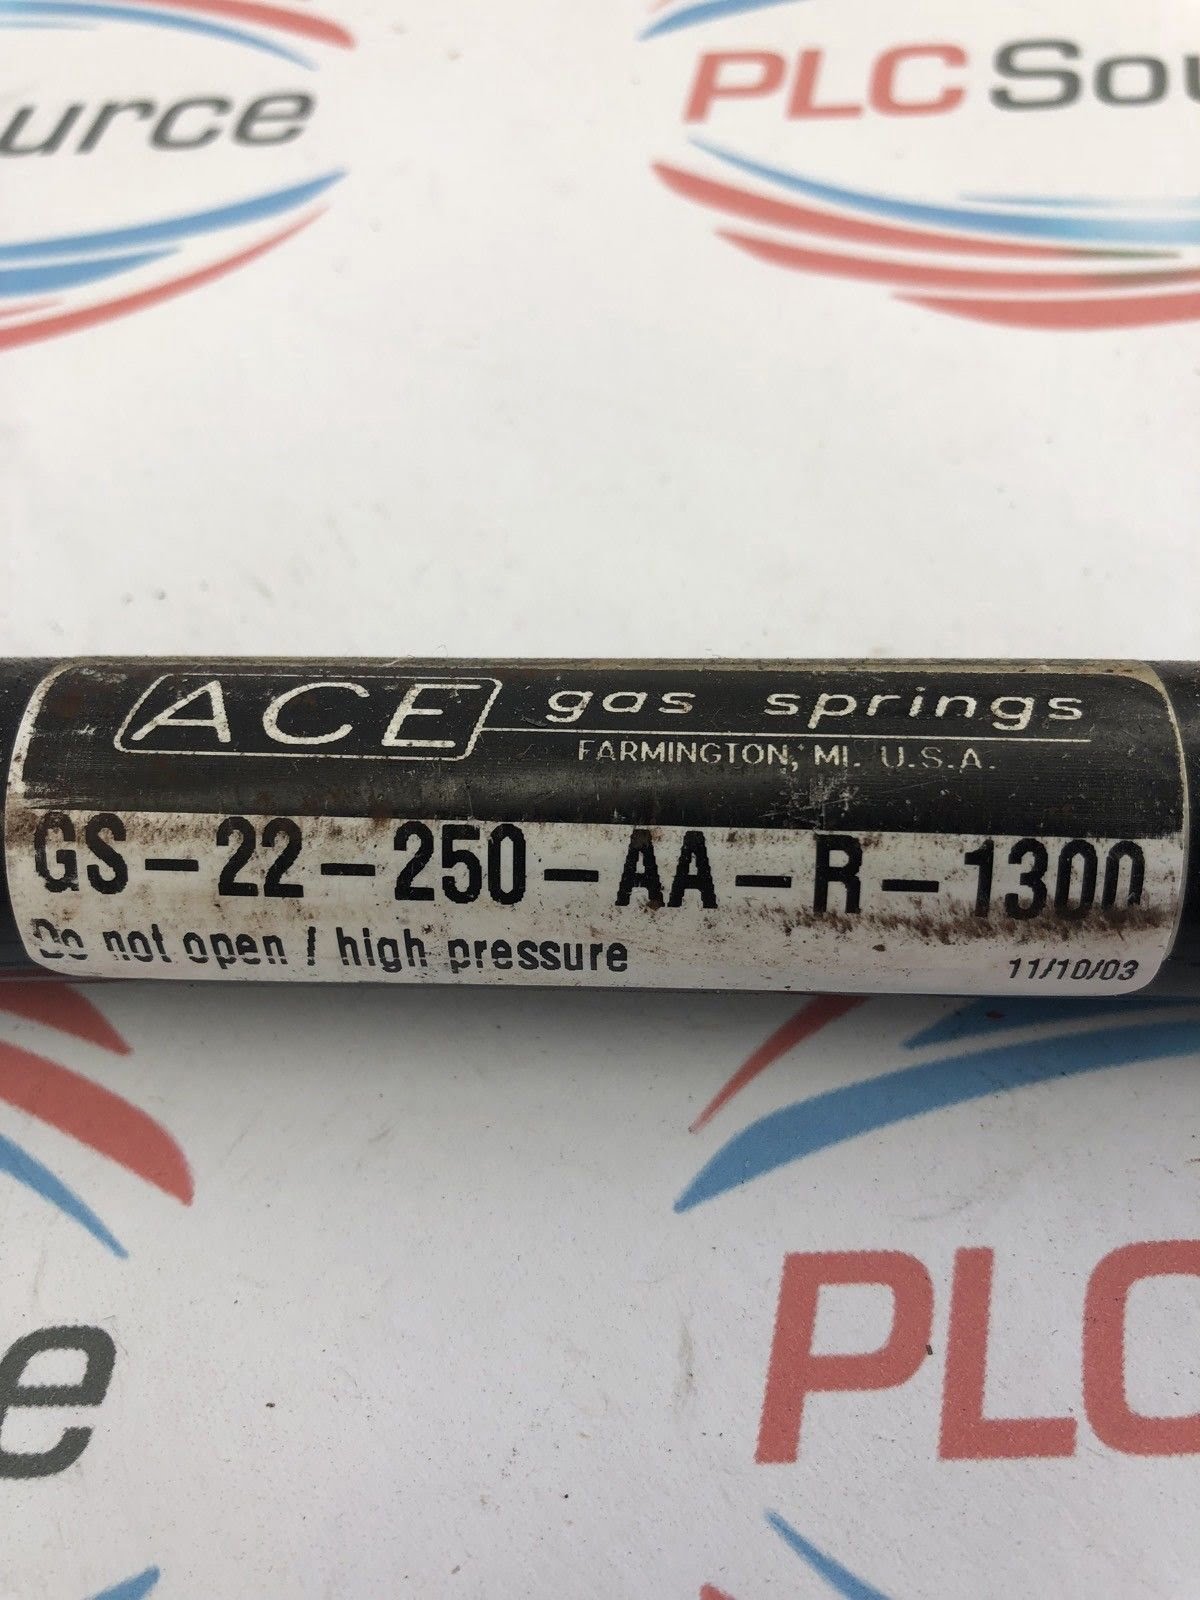 urce
PLC Sou
ACE gas springs
FARMINGTON, MI. U.S.A.
GS-22-250-AA-R-1300
Do not open / high pressure
11/10/03
e
PLC